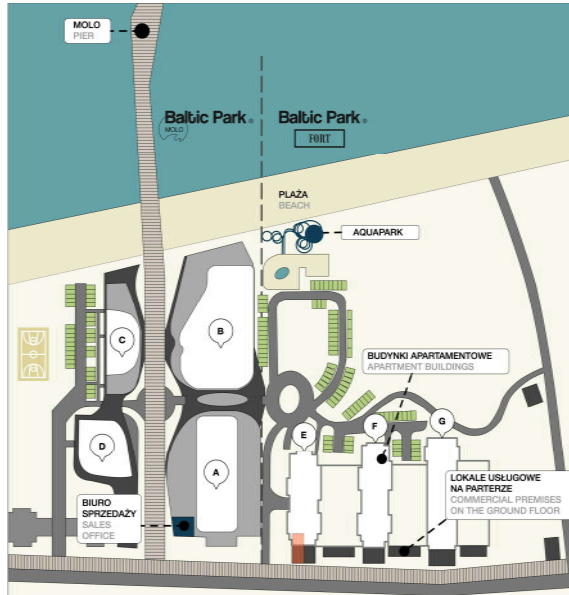 MOLO
PIER
Baltic Park®
MOLO
Baltic Park®
FORT
PLAŻA
BEACH
AQUAPARK
B
C
BUDYNKI APARTAMENTOWE
APARTMENT BUILDINGS
G
F
E
D
A
LOKALE USŁUGOWE
NA PARTERZE
COMMERCIAL PREMISES
ON THE GROUND FLOOR
BIURO
SPRZEDAŻY
SALES
OFFICE